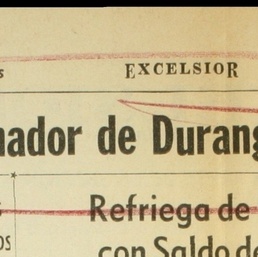 EXCELSIOR
nador de Durang
Refriega de
con Saldo de